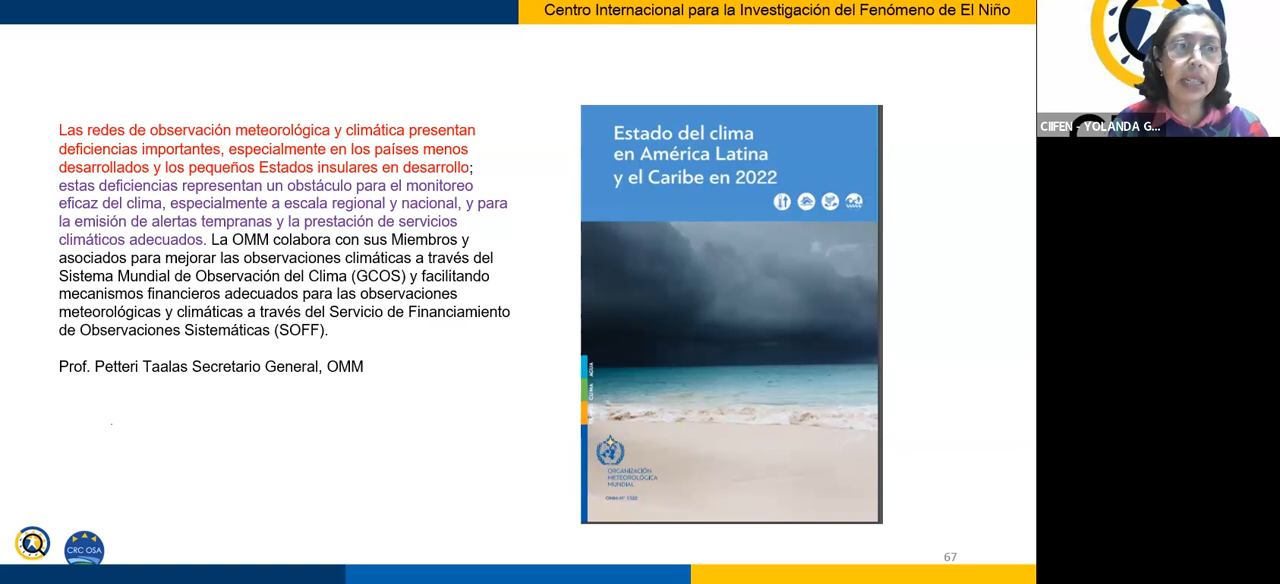 Centro Internacional para la Investigación del Fenómeno de El Niño
Las redes de observación meteorológica y climática presentan
deficiencias importantes, especialmente en los países menos
desarrollados y los pequeños Estados insulares en desarrollo;
estas deficiencias representan un obstáculo para el monitoreo
eficaz del clima, especialmente a escala regional y nacional, y para
la emisión de alertas tempranas y la prestación de servicios
climáticos adecuados. La OMM colabora con sus Miembros y
asociados para mejorar las observaciones climáticas a través del
Sistema Mundial de Observación del Clima (GCOS) y facilitando
mecanismos financieros adecuados para las observaciones
meteorológicas y climáticas a través del Servicio de Financiamiento
de Observaciones Sistemáticas (SOFF).
Prof. Petteri Taalas Secretario General, OMM
Estado del clima
en América Latina
y el Caribe en 2022
AGUA
CLIMA
ORGANIZACIÓN
METEOROLÓGICA
MUNDIAL
OMM-Nº 1322
CRC OSA
67
CIIFEN - YOLANDA G...